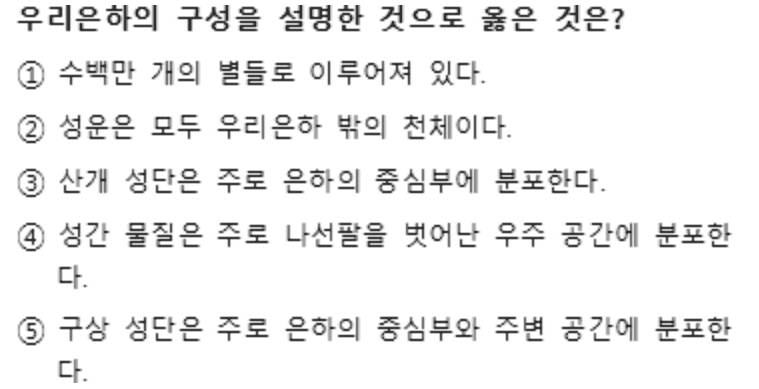 우리은하의 구성을 설명한 것으로 옳은 것은?
① 수백만 개의 별들로 이루어져 있다.
② 성운은 모두 우리은하 밖의 천체이다.
③ 산개 성단은 주로 은하의 중심부에 분포한다.
④ 성간 물질은 주로 나선팔을 벗어난 우주 공간에 분포한
다.
⑤ 구상 성단은 주로 은하의 중심부와 주변 공간에 분포한
다.